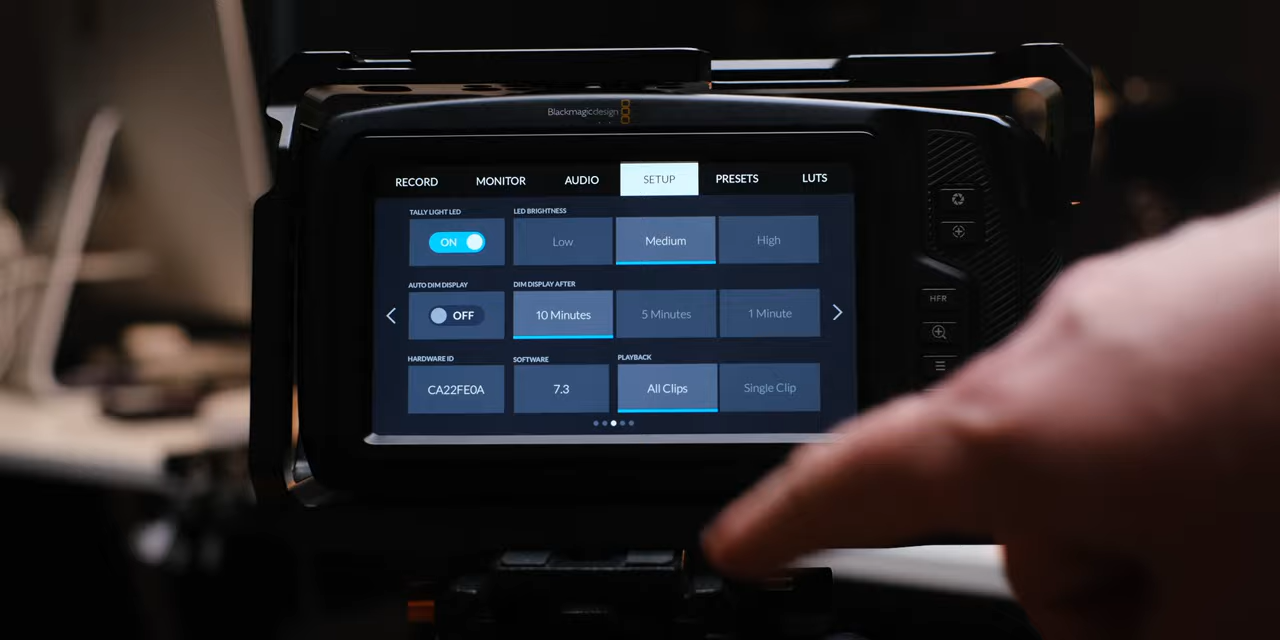 Blackmagicdesign
RECORD MONITOR AUDIO SETUP PRESETS LUTS
TALLY LIGHT LED LED BRIGHTNESS
ON Low Medium High
AUTO DIM DISPLAY DIM DISPLAY AFTER
OFF 10 Minutes 5 Minutes 1 Minute
HARDWARE ID SOFTWARE PLAYBACK
CA22FE0A 7.3 All Clips Single Clip
HFR